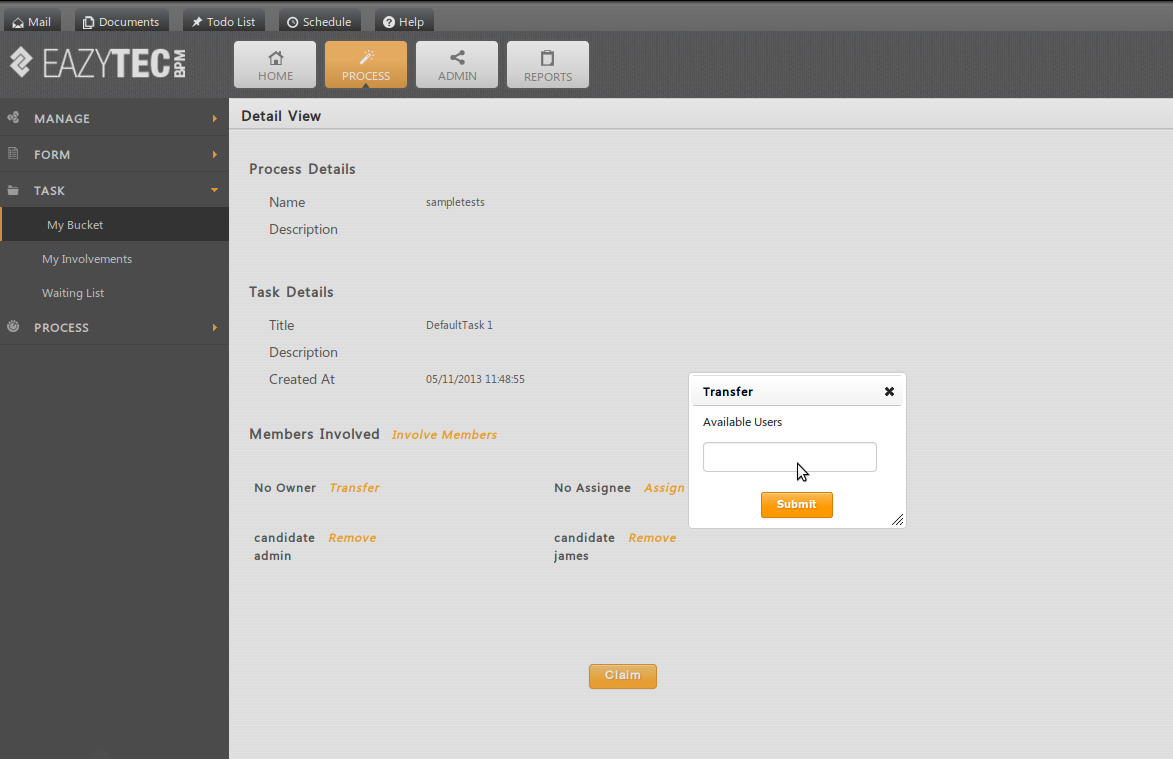 Mail Documents Todo List Schedule Help
EAZYTEC BPM
HOME PROCESS ADMIN REPORTS
MANAGE
FORM
TASK
My Bucket
My Involvements
Waiting List
PROCESS
Detail View
Process Details
Name sampletests
Description
Task Details
Title DefaultTask 1
Description
Created At 05/11/2013 11:48:55
Members Involved Involve Members
No Owner Transfer No Assignee Assign
candidate Remove candidate Remove
admin james
Claim
Transfer
Available Users
Submit